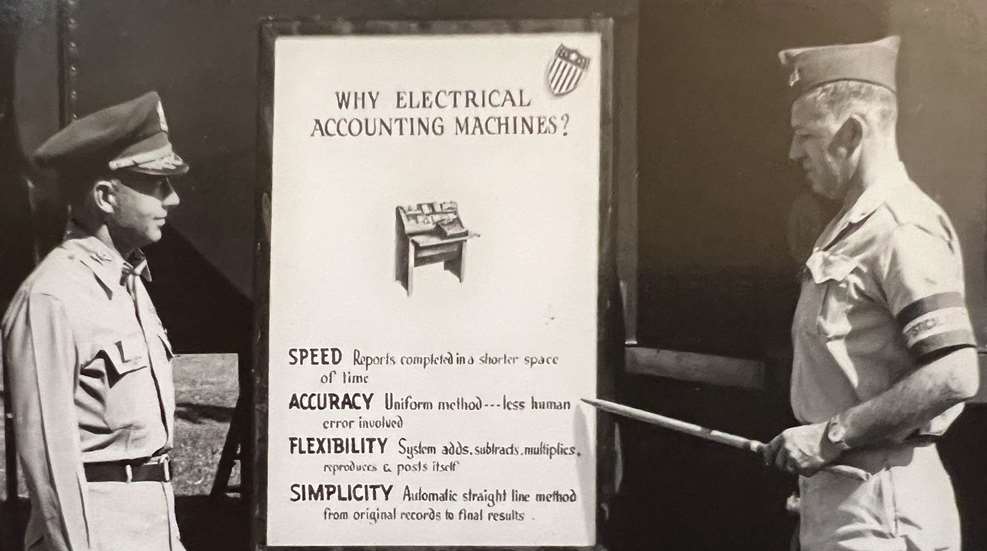 WHY ELECTRICAL
ACCOUNTING MACHINES?
SPEED Reports completed in a shorter space
of time
ACCURACY Uniform method---less human
error involved
FLEXIBILITY System adds, subtracts, multiplies,
reproduces & posts itself
SIMPLICITY Automatic straight line method
from original records to final results.